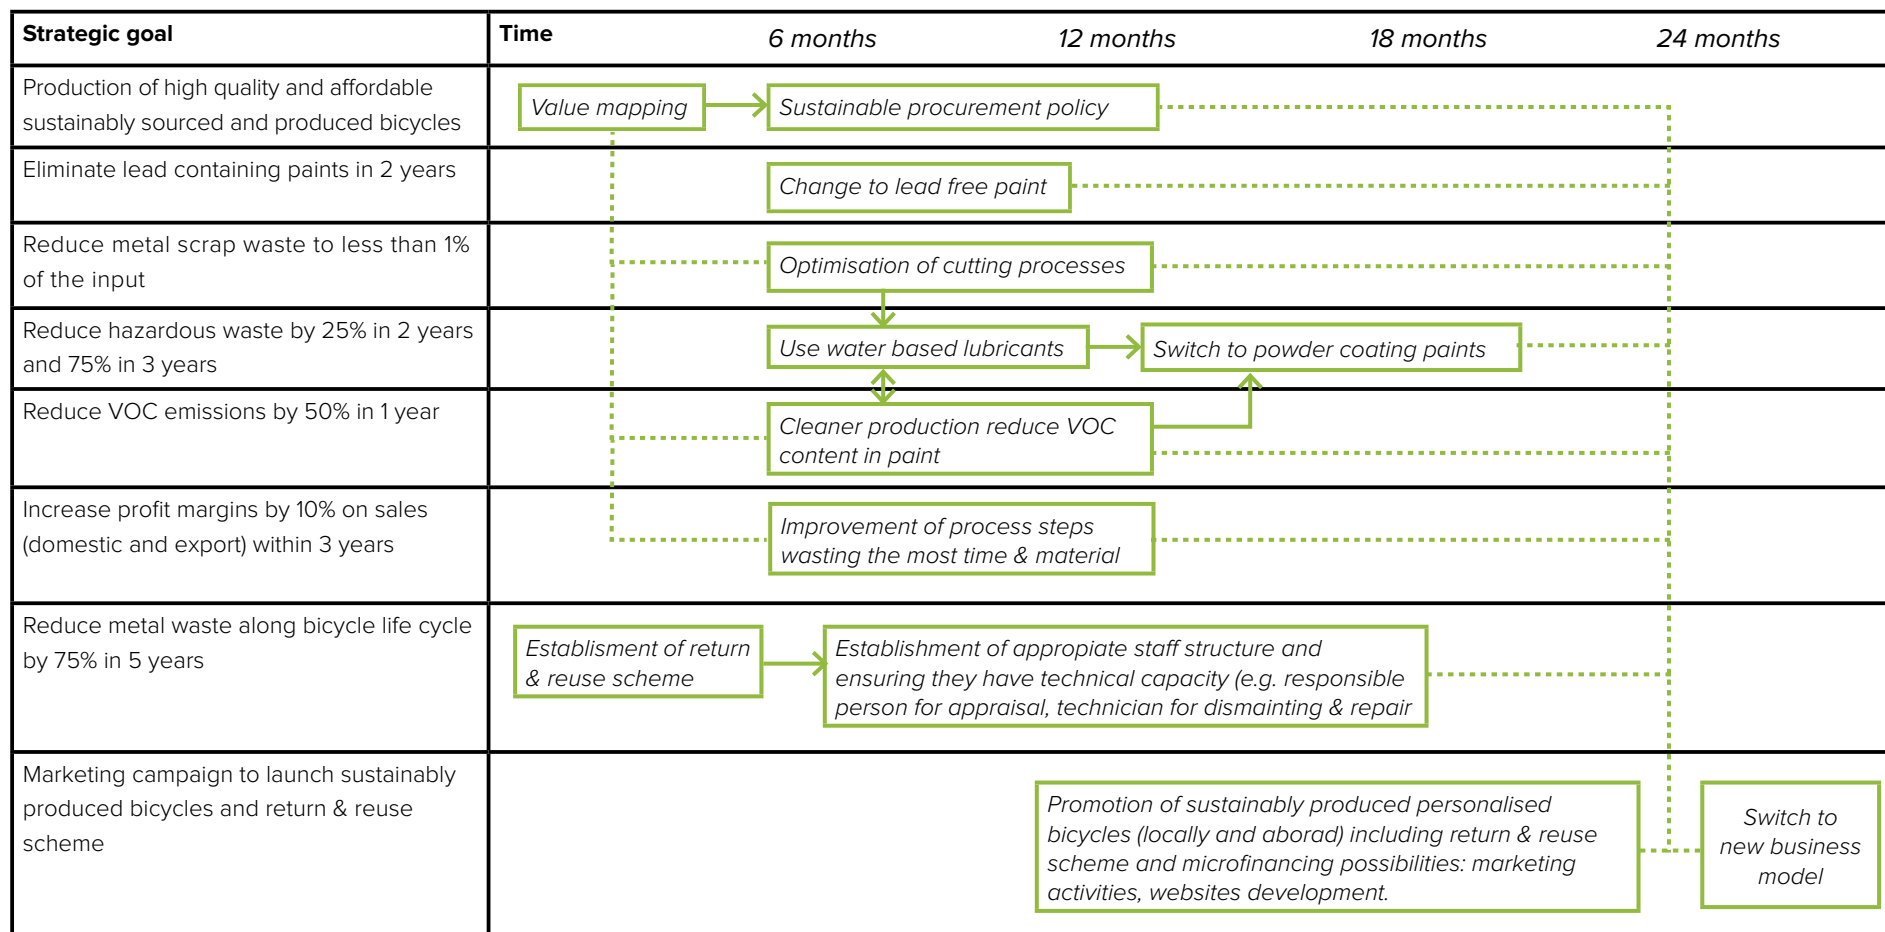 Strategic goal
Time
6 months
12 months
18 months
24 months
Production of high quality and affordable
sustainably sourced and produced bicycles
Value mapping
Sustainable procurement policy
Eliminate lead containing paints in 2 years
Change to lead free paint
Reduce metal scrap waste to less than 1%
of the input
Optimisation of cutting processes
Reduce hazardous waste by 25% in 2 years
and 75% in 3 years
Use water based lubricants
Switch to powder coating paints
Reduce VOC emissions by 50% in 1 year
Cleaner production reduce VOC
content in paint
Increase profit margins by 10% on sales
(domestic and export) within 3 years
Improvement of process steps
wasting the most time & material
Reduce metal waste along bicycle life cycle
by 75% in 5 years
Establisment of return
& reuse scheme
Establishment of appropiate staff structure and
ensuring they have technical capacity (e.g. responsible
person for appraisal, technician for dismainting & repair
Marketing campaign to launch sustainably
produced bicycles and return & reuse
scheme
Promotion of sustainably produced personalised
bicycles (locally and aborad) including return & reuse
scheme and microfinancing possibilities: marketing
activities, websites development.
Switch to
new business
model